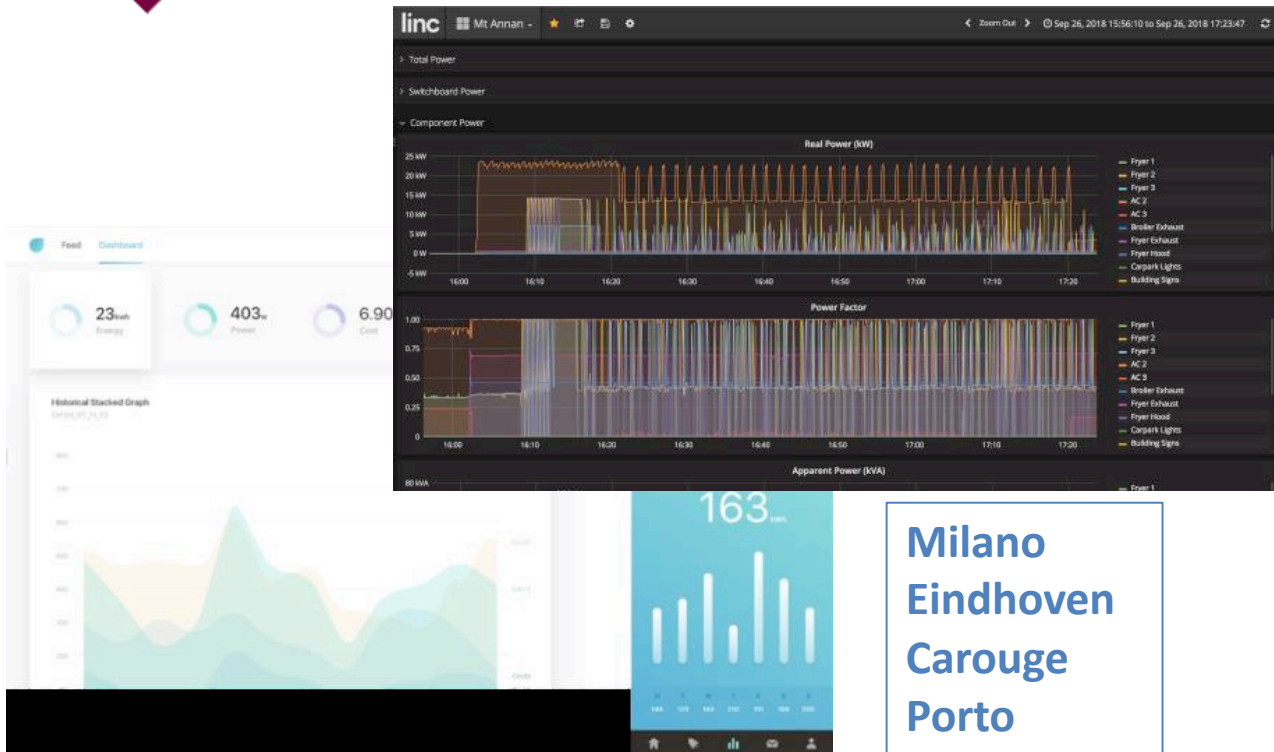 linc Mt Annan Zoom Out Sep 26, 2018 15:56:10 to Sep 26, 2018 17:23:47
Total Power
Switchboard Power
Component Power
Real Power (kW)
25 kW
20 kW
15 kW
10 kW
5 kW
0 W
-5 kW
16:00 16:10 16:20 16:30 16:40 16:50 17:00 17:10 17:20
Fryer 1
Fryer 2
Fryer 3
AC 2
AC 3
Broiler Exhaust
Fryer Exhaust
Fryer Hood
Carpark Lights
Building Signs
Power Factor
1.00
0.75
0.50
0.25
0
16:00 16:10 16:20 16:30 16:40 16:50 17:00 17:10 17:20
Fryer 1
Fryer 2
Fryer 3
AC 2
AC 3
Broiler Exhaust
Fryer Exhaust
Fryer Hood
Carpark Lights
Building Signs
Apparent Power (kVA)
80 kVA
Fryer 1
Feed Dashboard
23 kwh
Energy
403 w
Power
6.90
Cost
Historical Stacked Graph
163
Milano
Eindhoven
Carouge
Porto